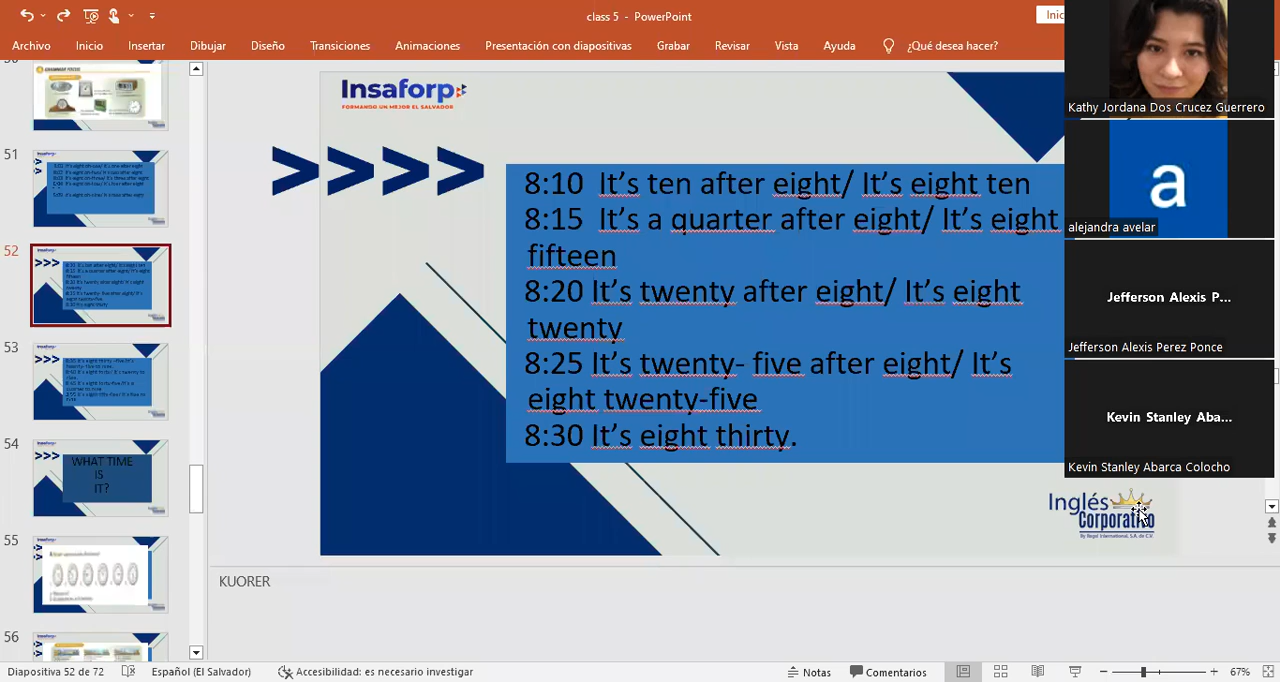 class 5 - PowerPoint
Inic
Archivo Inicio Insertar Dibujar Diseño Transiciones Animaciones Presentación con diapositivas Grabar Revisar Vista Ayuda ¿Qué desea hacer?
51
52
53
54
WHAT TIME
IS
IT?
55
56
Insaforp
FORMANDO UN MEJOR EL SALVADOR
>>>>
8:10 It's ten after eight/ It's eight ten
8:15 It's a quarter after eight/ It's eight
fifteen
8:20 It's twenty after eight/ It's eight
twenty
8:25 It's twenty- five after eight/ It's
eight twenty-five
8:30 It's eight thirty.
Inglés
Corporativo
By Regal International, S.A. de C.V.
Kathy Jordana Dos Crucez Guerrero
a
alejandra avelar
Jefferson Alexis P...
Jefferson Alexis Perez Ponce
Kevin Stanley Aba...
Kevin Stanley Abarca Colocho
KUORER
Diapositiva 52 de 72 Español (El Salvador) Accesibilidad: es necesario investigar Notas Comentarios 67%